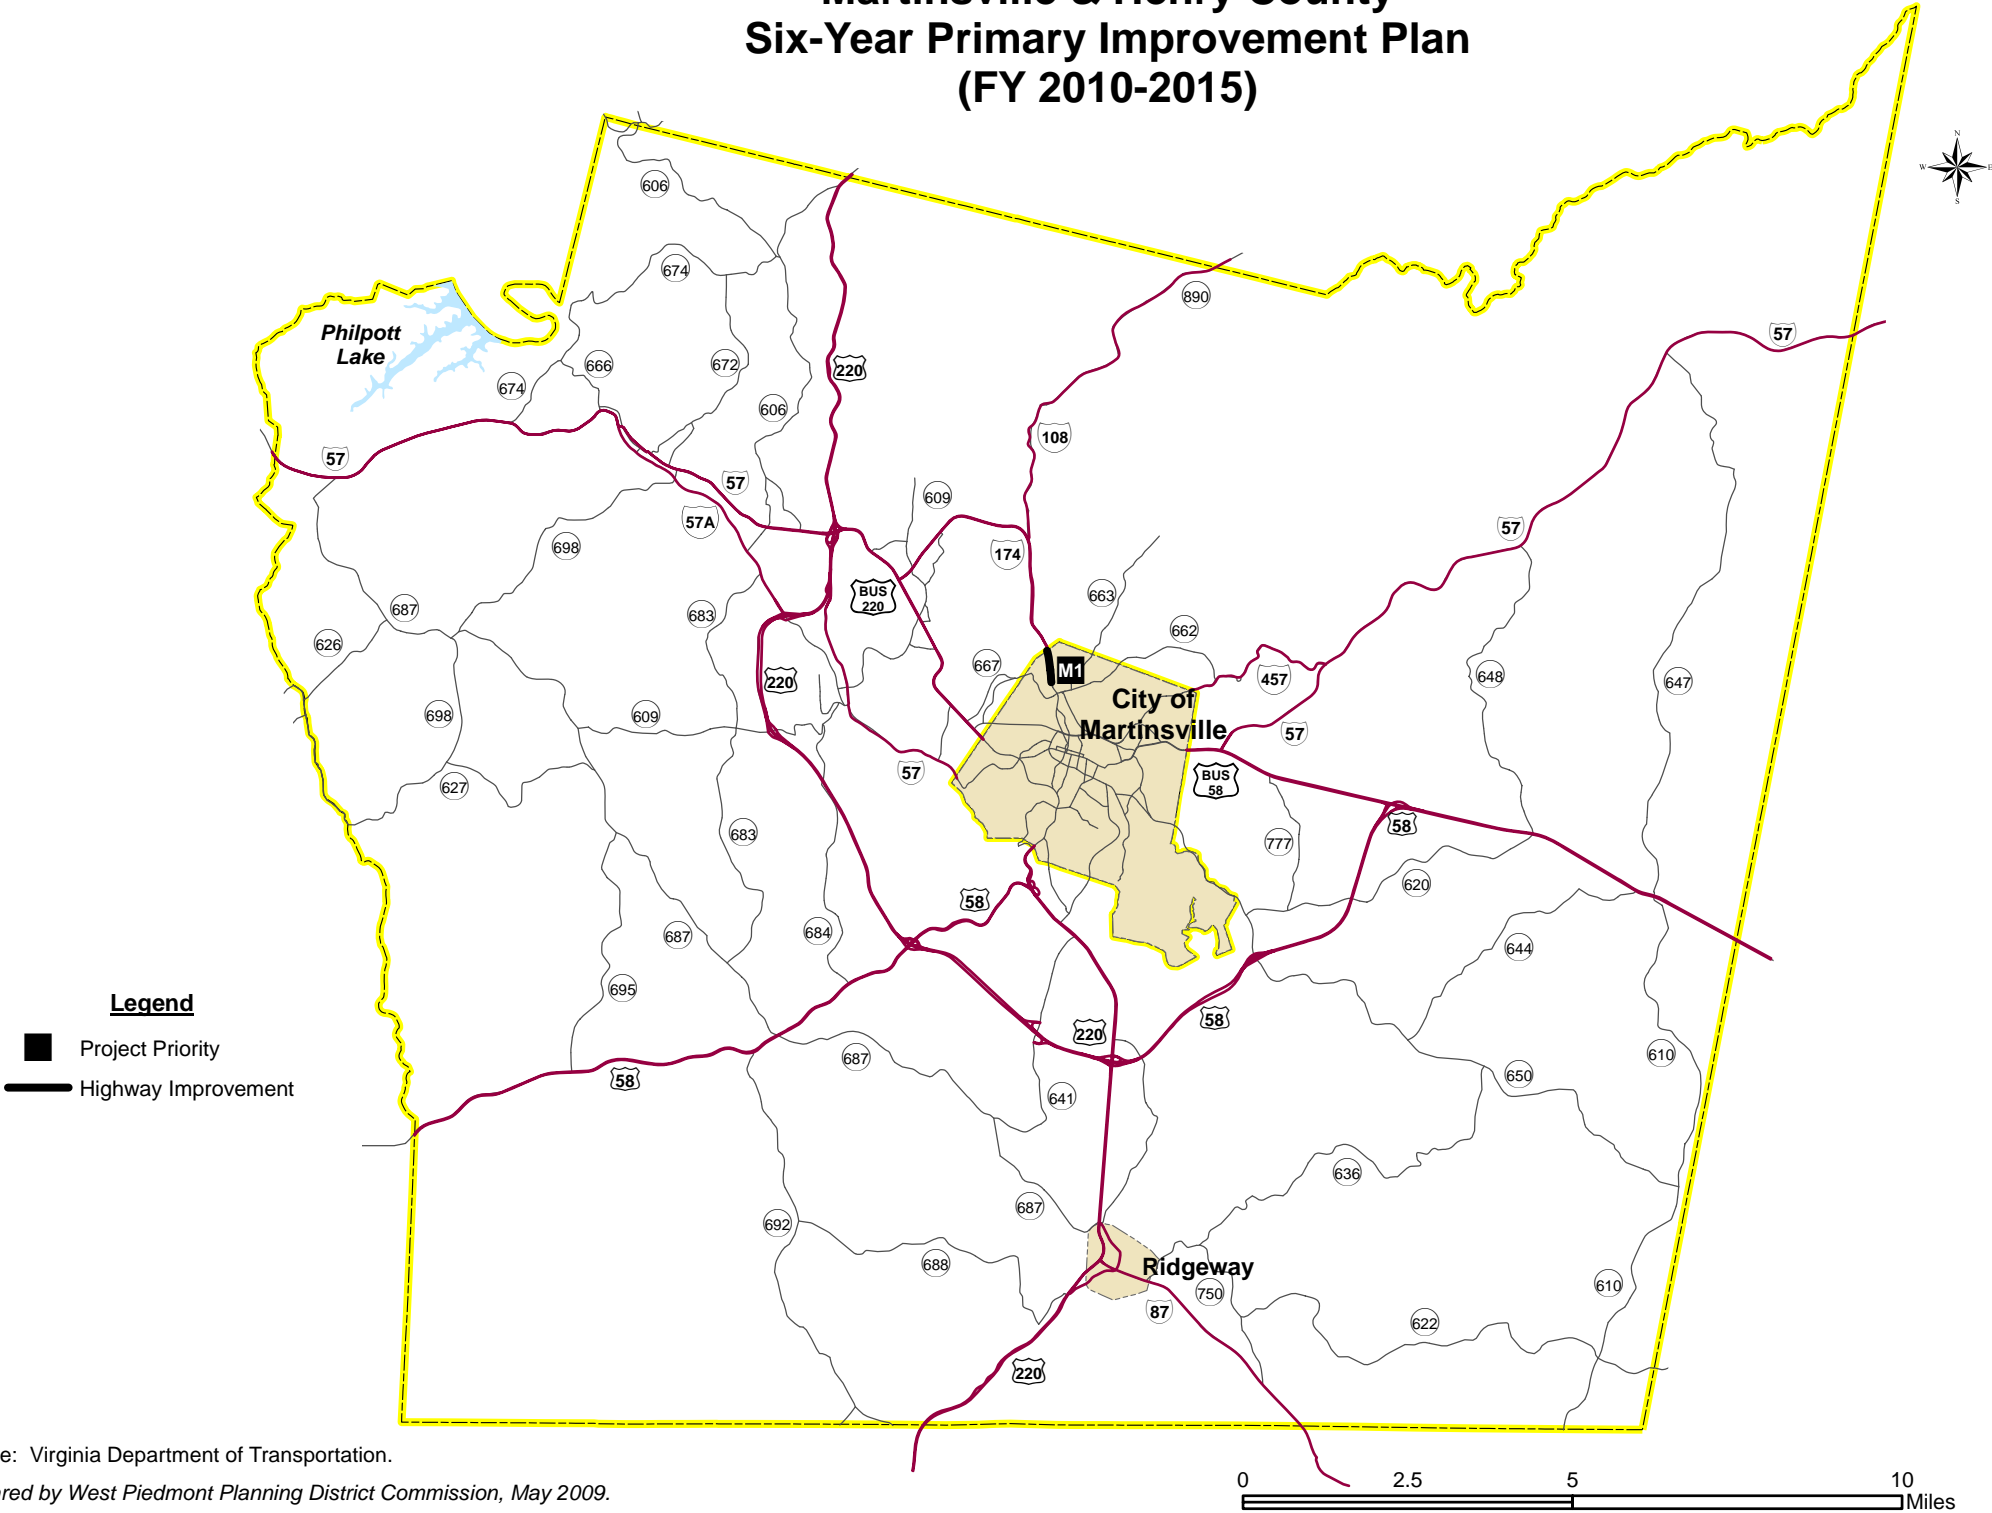 Martinsville & Henry County
Six-Year Primary Improvement Plan
(FY 2010-2015)
N
W
E
S
606
674
890
Philpott
Lake
57
666
672
220
674
606
108
57
57
609
57A
57
698
174
BUS
220
663
687
683
662
626
667
M1
457
648
647
220
City of
Martinsville
698
609
57
57
BUS
58
627
683
58
777
620
58
684
687
644
695
58
220
687
610
650
58
641
636
687
692
688
Ridgeway
750
610
87
622
220
Legend
Project Priority
Highway Improvement
e: Virginia Department of Transportation.
red by West Piedmont Planning District Commission, May 2009.
0 2.5 5 10
Miles